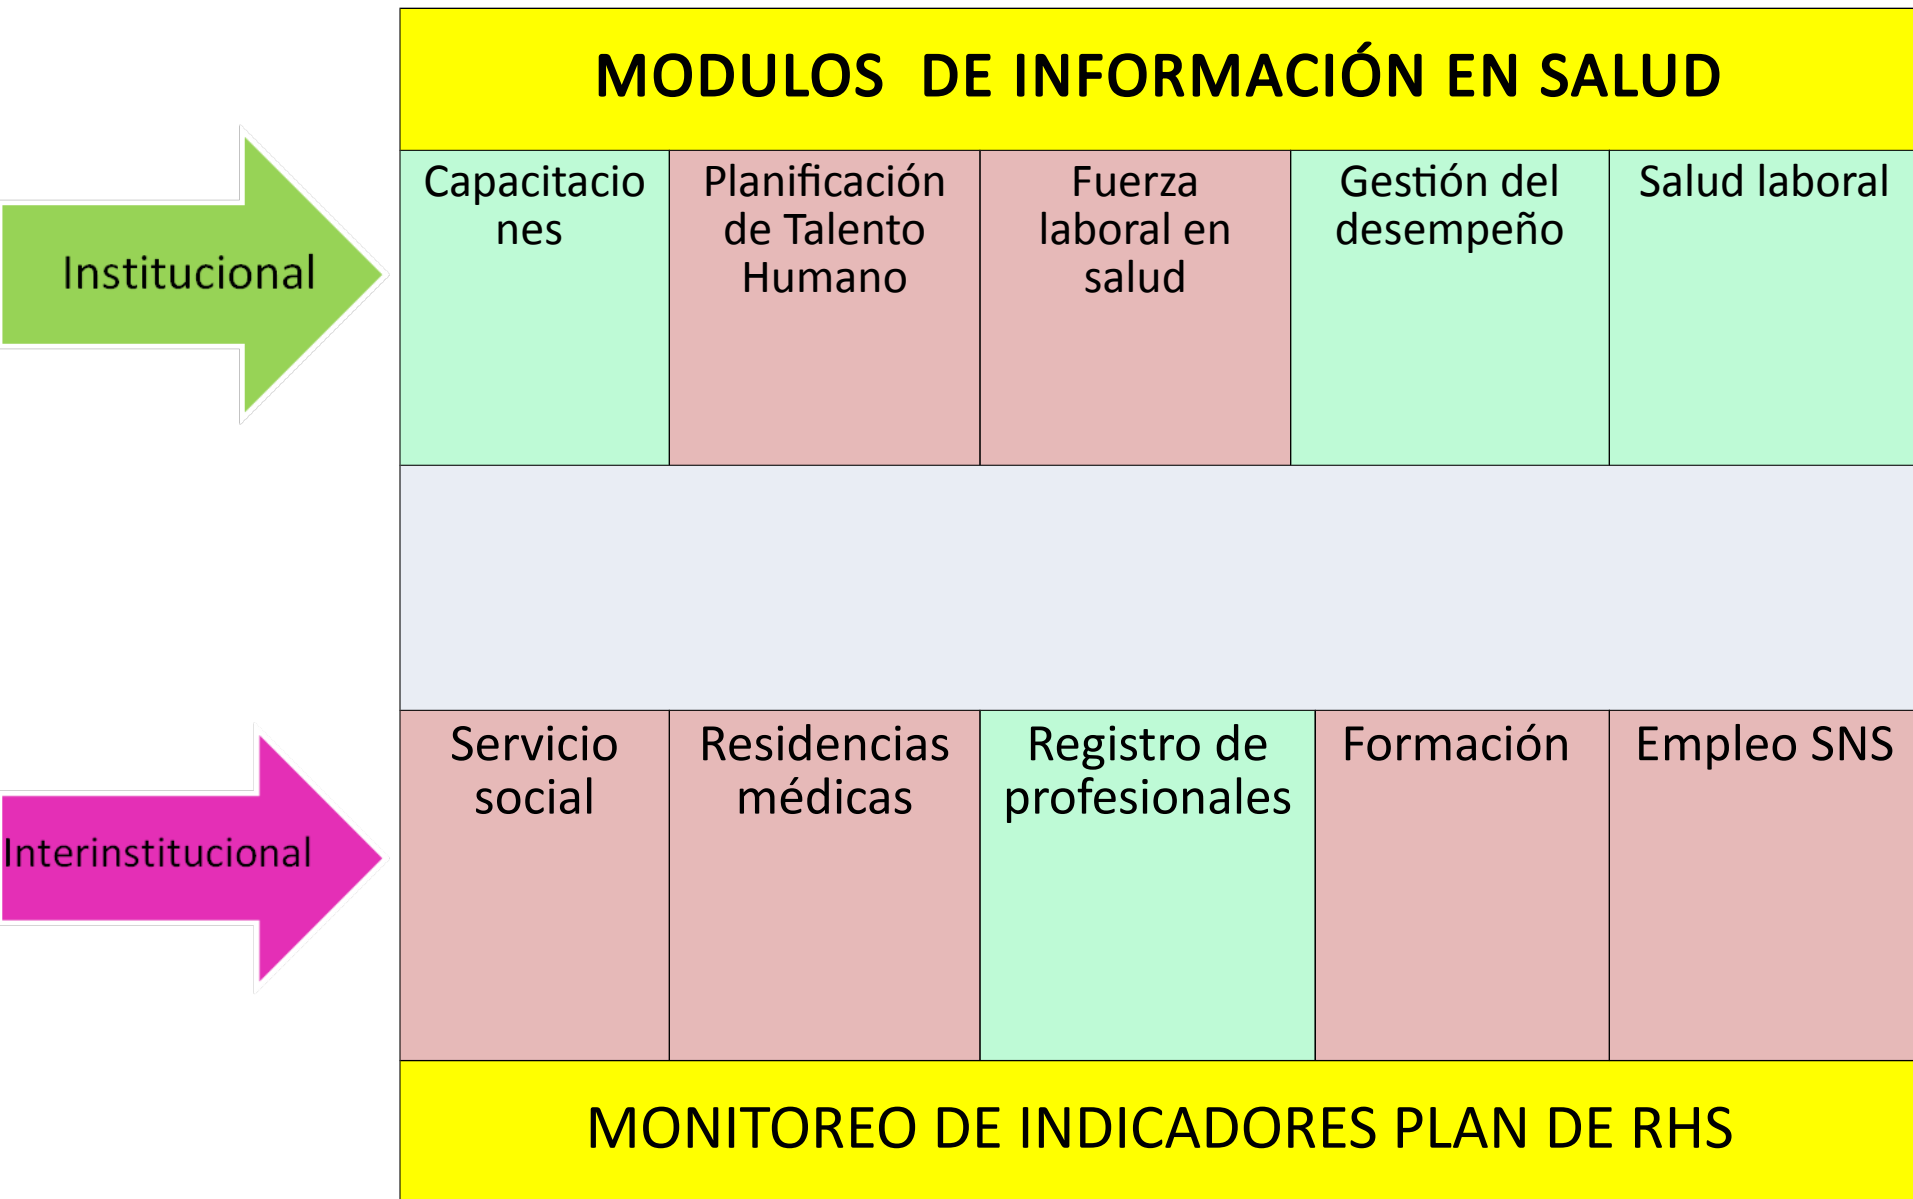 MODULOS DE INFORMACIÓN EN SALUD
Institucional
Capacitacio
nes
Planificación
de Talento
Humano
Fuerza
laboral en
salud
Gestión del
desempeño
Salud laboral
Interinstitucional
Servicio
social
Residencias
médicas
Registro de
profesionales
Formación
Empleo SNS
MONITOREO DE INDICADORES PLAN DE RHS